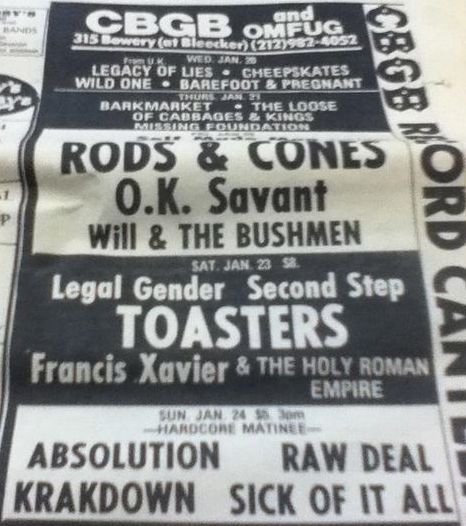 BANDS
CBGB and
OMFUG
315 Bowery (at Bleecker) (212) 982-4052
From U.K. WED. JAN. 20
LEGACY OF LIES • CHEEPSKATES
WILD ONE • BAREFOOT & PREGNANT
THURS. JAN. 21
BARKMARKET • THE LOOSE
OF CABBAGES & KINGS
MISSING FOUNDATION
RODS & CONES
O.K. Savant
Will & THE BUSHMEN
SAT. JAN. 23 $8.
Legal Gender Second Step
TOASTERS
Francis Xavier & THE HOLY ROMAN
EMPIRE
SUN. JAN. 24 $5. 3pm
—HARDCORE MATINEE—
ABSOLUTION RAW DEAL
KRAKDOWN SICK OF IT ALL
CBGB